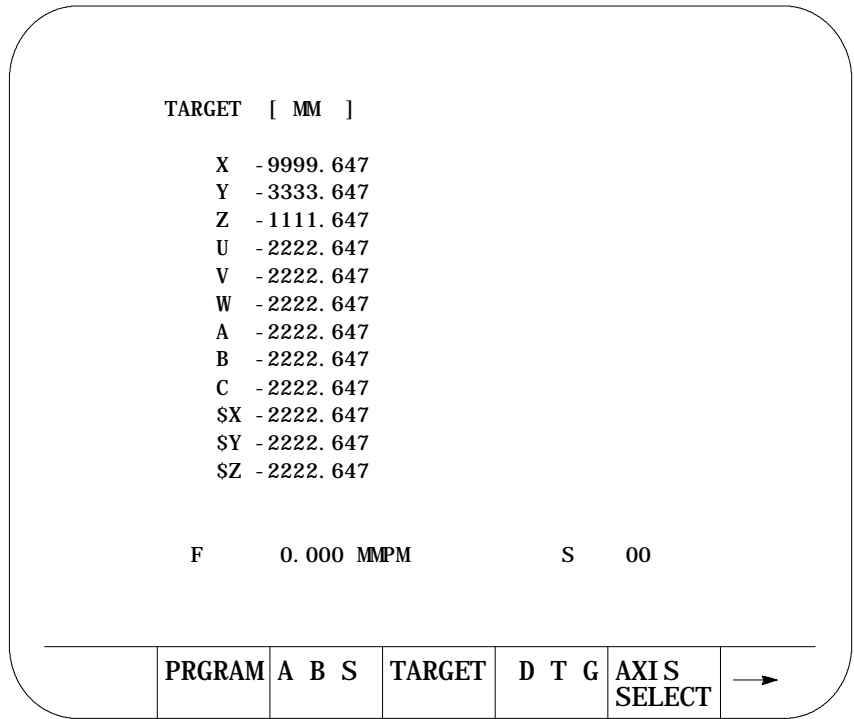 TARGET [ MM ]
X -9999.647
Y -3333.647
Z -1111.647
U -2222.647
V -2222.647
W -2222.647
A -2222.647
B -2222.647
C -2222.647
$X -2222.647
$Y -2222.647
$Z -2222.647
F 0.000 MMPM S 00
PRGRAM A B S TARGET D T G AXIS
SELECT